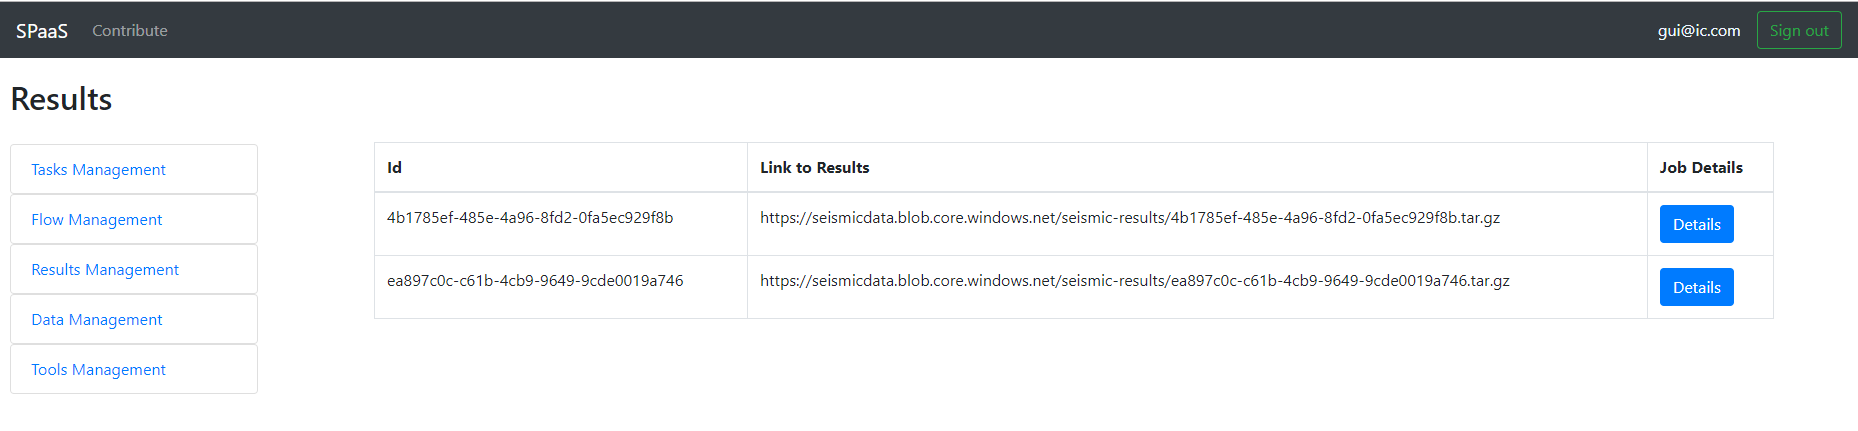 SPaaS Contribute gui@ic.com Sign out
Results
Tasks Management
Flow Management
Results Management
Data Management
Tools Management
Id Link to Results Job Details
4b1785ef-485e-4a96-8fd2-0fa5ec929f8b https://seismicdata.blob.core.windows.net/seismic-results/4b1785ef-485e-4a96-8fd2-0fa5ec929f8b.tar.gz Details
ea897c0c-c61b-4cb9-9649-9cde0019a746 https://seismicdata.blob.core.windows.net/seismic-results/ea897c0c-c61b-4cb9-9649-9cde0019a746.tar.gz Details